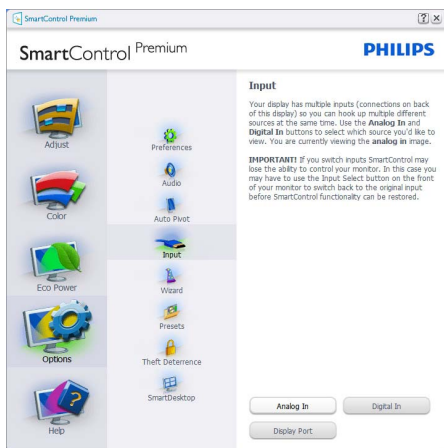 SmartControl Premium
SmartControl Premium
PHILIPS
Adjust
Color
Eco Power
Options
Help
Preferences
Audio
Auto Pivot
Input
Wizard
Presets
Theft Deterrence
SmartDesktop
Input
Your display has multiple inputs (connections on back
of this display) so you can hook up multiple different
sources at the same time. Use the Analog In and
Digital In buttons to select which source you'd like to
view. You are currently viewing the analog in image.
IMPORTANT! If you switch inputs SmartControl may
lose the ability to control your monitor. In this case you
may have to use the Input Select button on the front
of your monitor to switch back to the original input
before SmartControl functionality can be restored.
Analog In
Digital In
Display Port